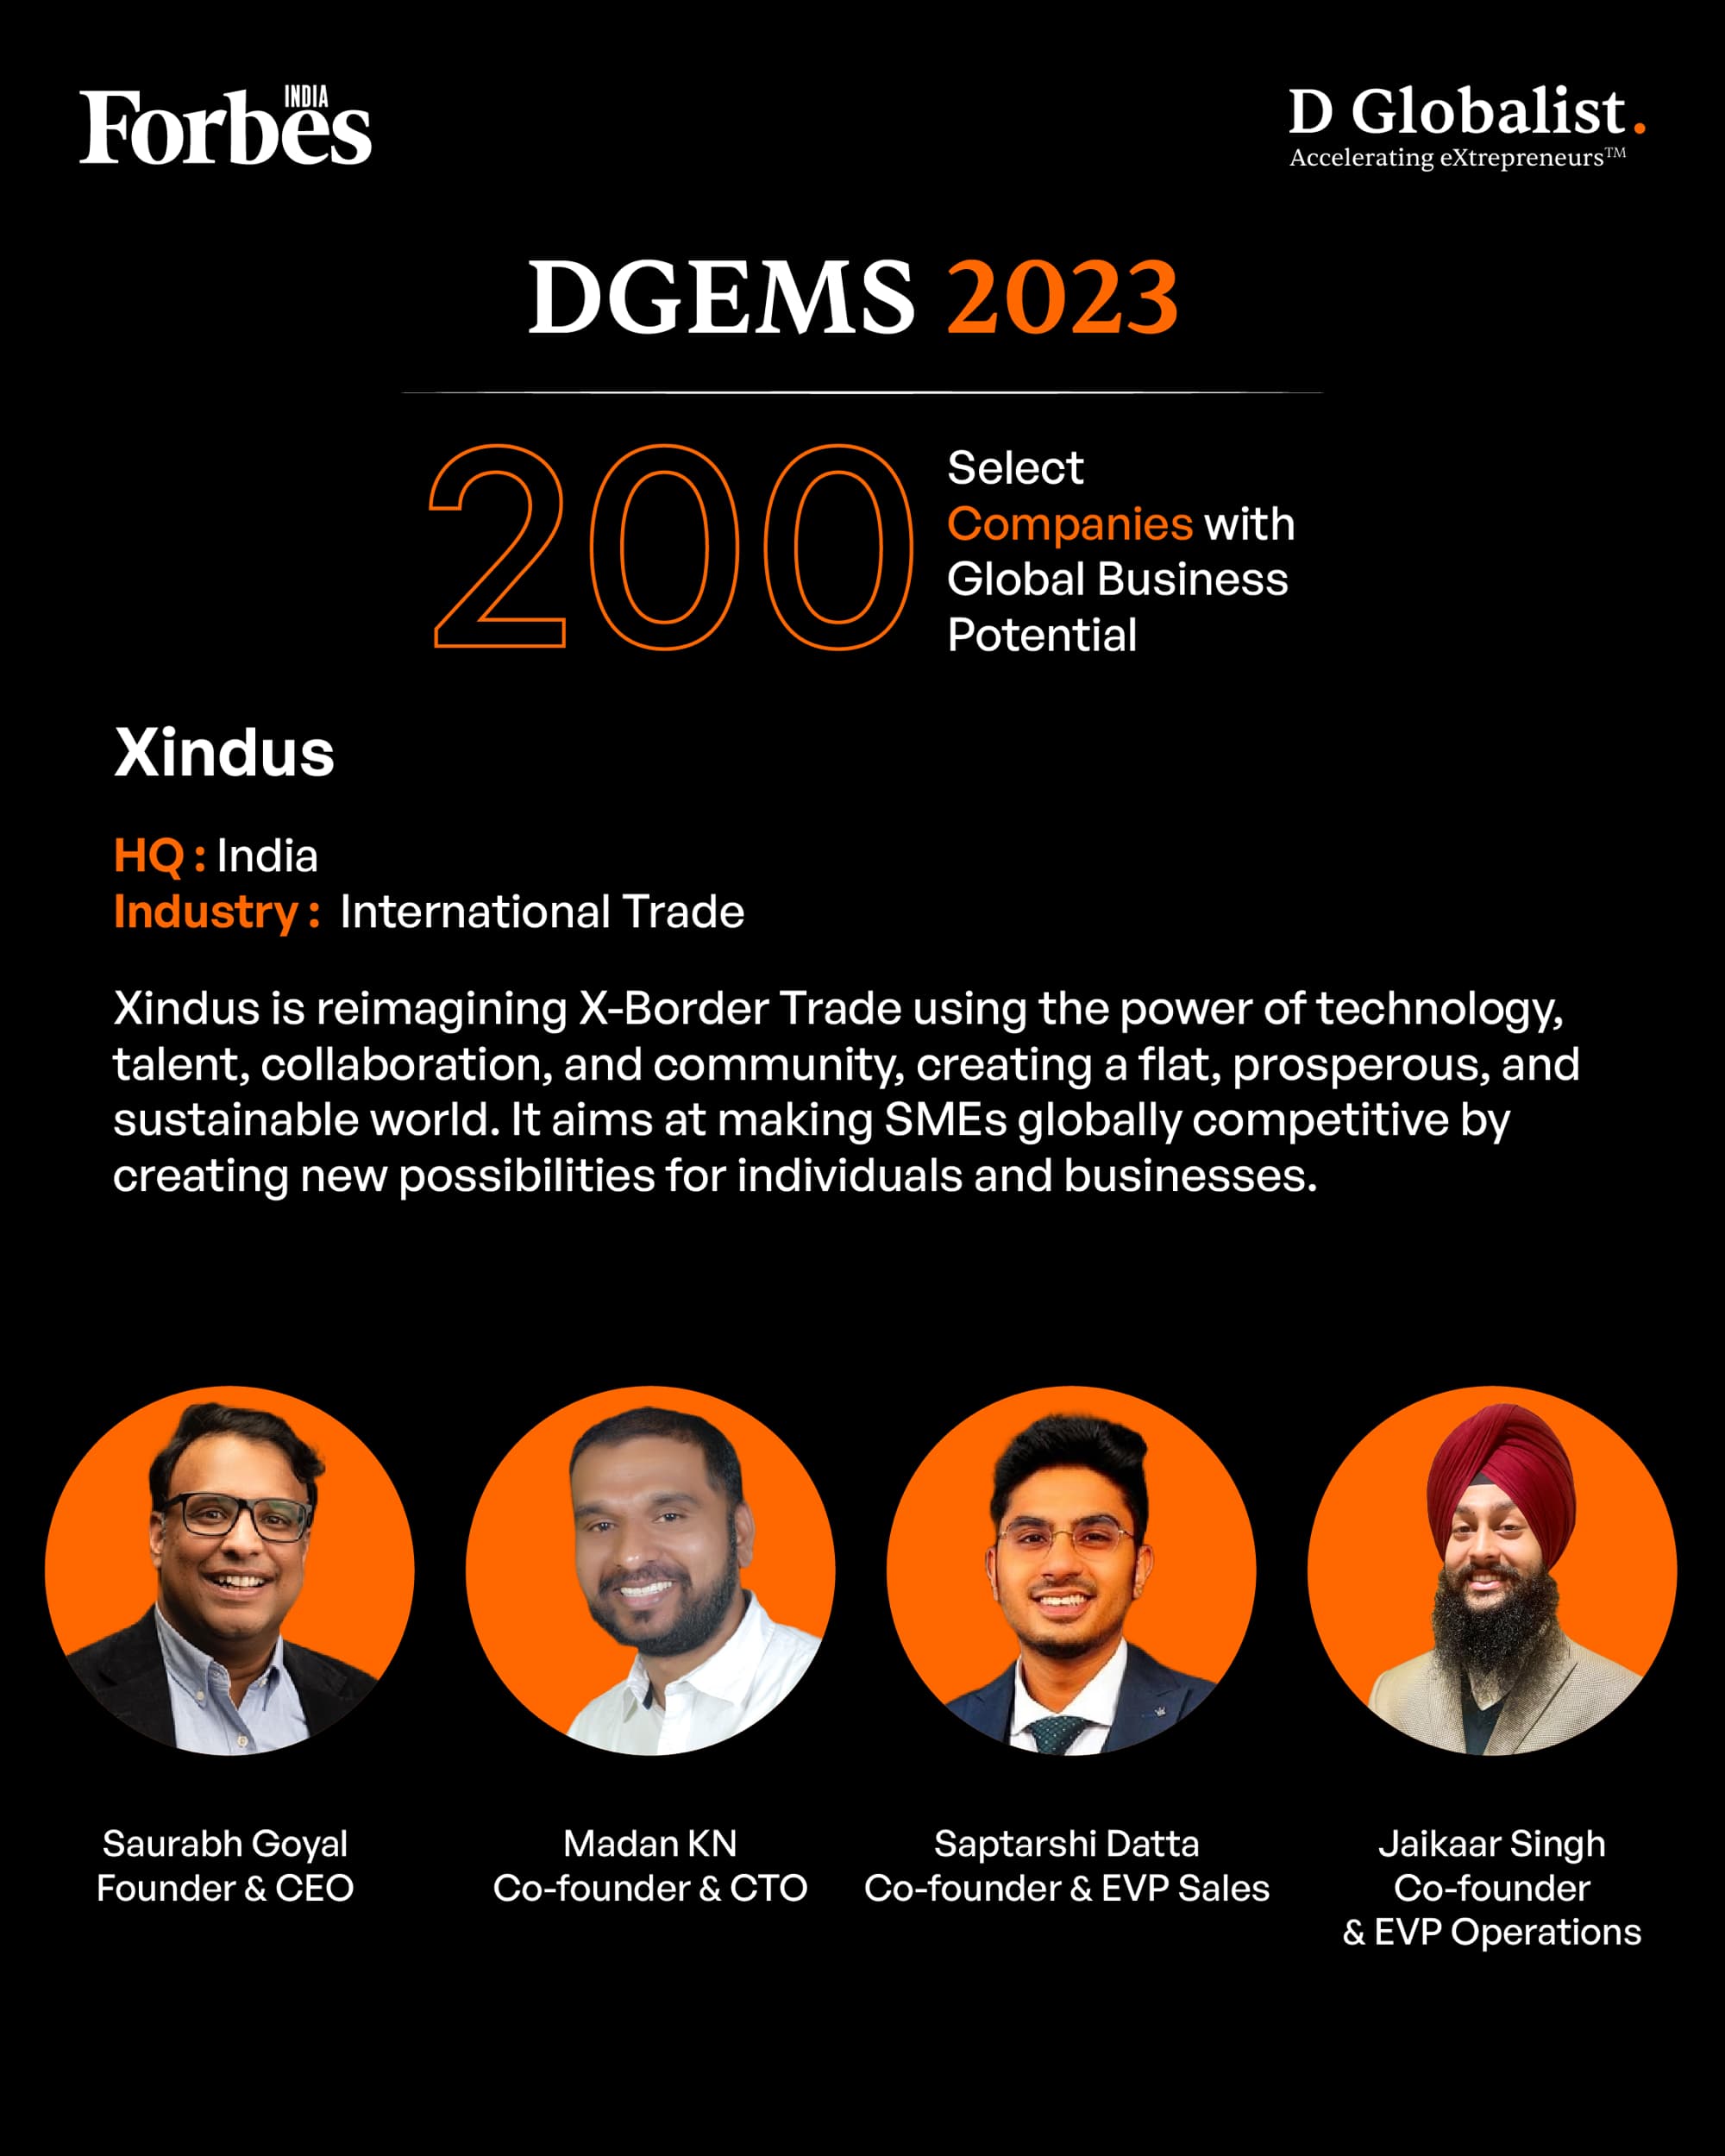 Forbes INDIA
D Globalist.
Accelerating eXtrepreneurs™
DGEMS 2023
200
Select
Companies with
Global Business
Potential
Xindus
HQ : India
Industry : International Trade
Xindus is reimagining X-Border Trade using the power of technology,
talent, collaboration, and community, creating a flat, prosperous, and
sustainable world. It aims at making SMEs globally competitive by
creating new possibilities for individuals and businesses.
Saurabh Goyal
Founder & CEO
Madan KN
Co-founder & CTO
Saptarshi Datta
Co-founder & EVP Sales
Jaikaar Singh
Co-founder
& EVP Operations